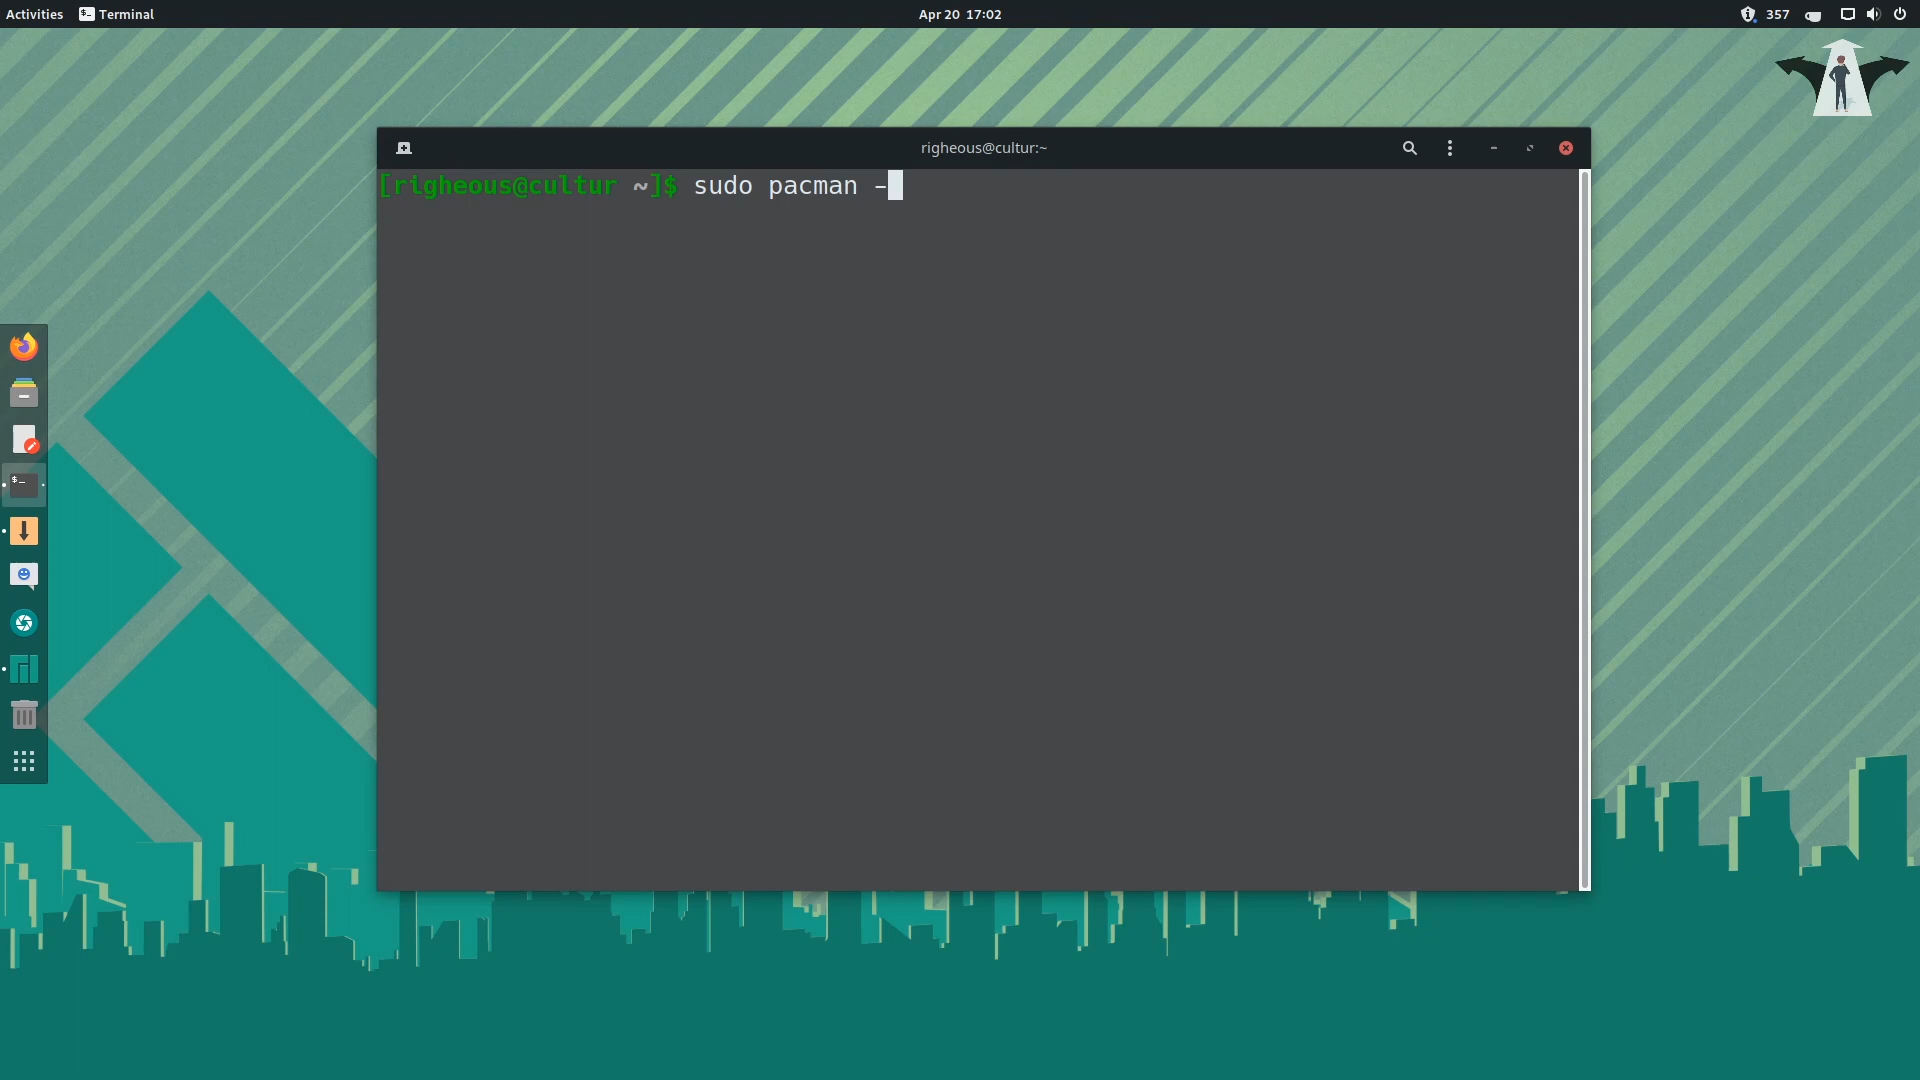 Activities Terminal Apr 20 17:02 357
righeous@cultur:~
[righeous@cultur ~]$ sudo pacman -